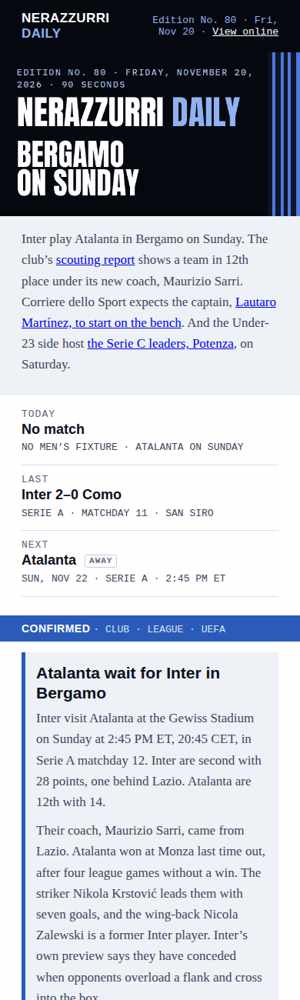 NERAZZURRI
DAILY
Edition No. 80 · Fri,
Nov 20 · View online
EDITION NO. 80 · FRIDAY, NOVEMBER 20,
2026 · 90 SECONDS
NERAZZURRI DAILY
BERGAMO
ON SUNDAY
Inter play Atalanta in Bergamo on Sunday. The
club’s scouting report shows a team in 12th
place under its new coach, Maurizio Sarri.
Corriere dello Sport expects the captain, Lautaro
Martínez, to start on the bench. And the Under-
23 side host the Serie C leaders, Potenza, on
Saturday.
TODAY
No match
NO MEN’S FIXTURE · ATALANTA ON SUNDAY
LAST
Inter 2–0 Como
SERIE A · MATCHDAY 11 · SAN SIRO
NEXT
Atalanta AWAY
SUN, NOV 22 · SERIE A · 2:45 PM ET
CONFIRMED · CLUB · LEAGUE · UEFA
Atalanta wait for Inter in
Bergamo
Inter visit Atalanta at the Gewiss Stadium
on Sunday at 2:45 PM ET, 20:45 CET, in
Serie A matchday 12. Inter are second with
28 points, one behind Lazio. Atalanta are
12th with 14.
Their coach, Maurizio Sarri, came from
Lazio. Atalanta won at Monza last time out,
after four league games without a win. The
striker Nikola Krstović leads them with
seven goals, and the wing-back Nicola
Zalewski is a former Inter player. Inter’s
own preview says they have conceded
when opponents overload a flank and cross
into the box.